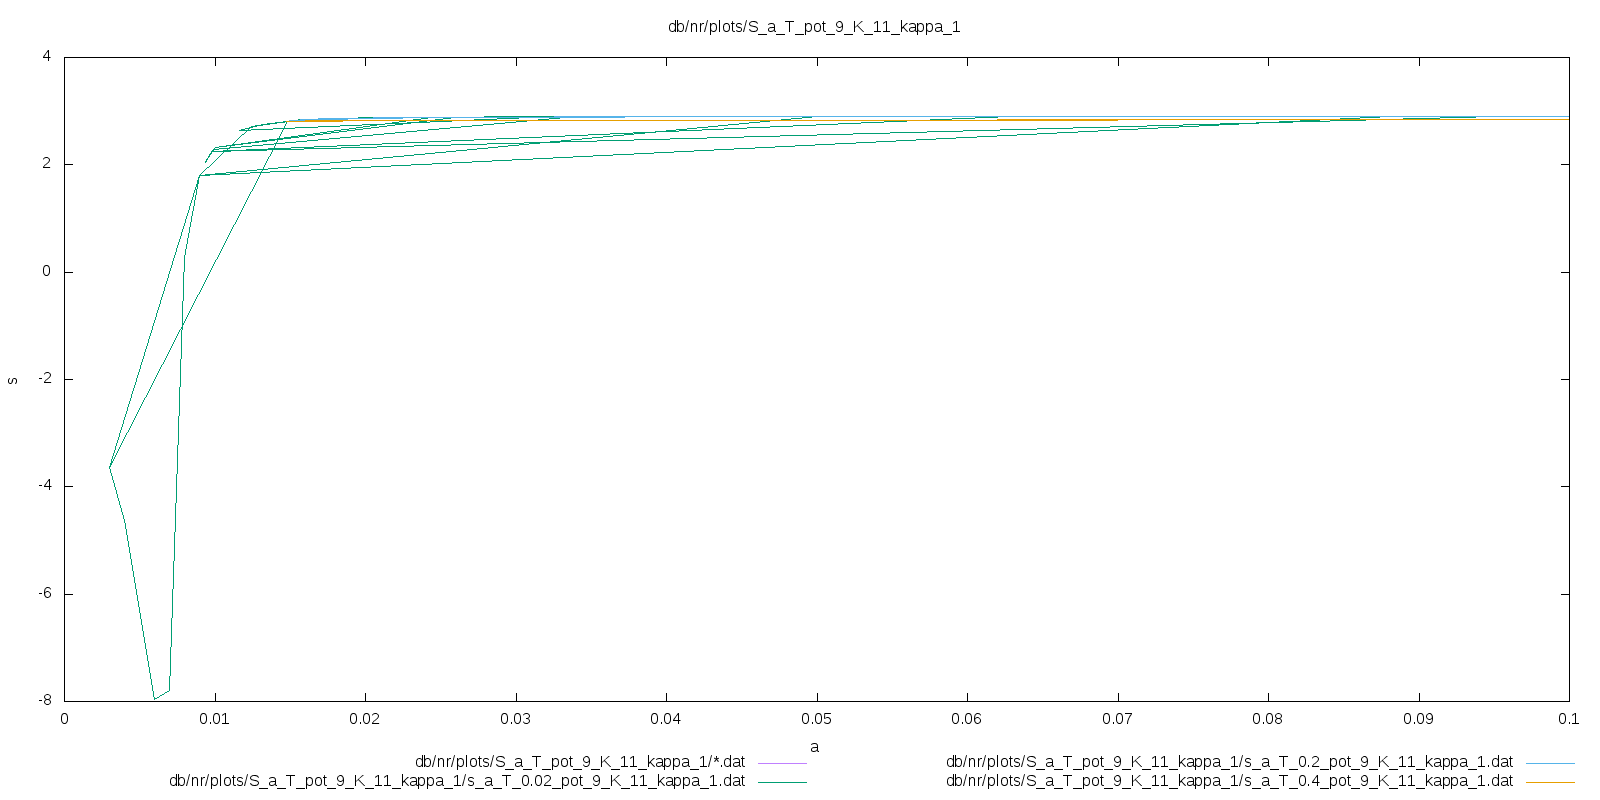 db/nr/plots/S_a_T_pot_9_K_11_kappa_1
4
2
0
-2
-4
-6
-8
s
0 0.01 0.02 0.03 0.04 0.05 0.06 0.07 0.08 0.09 0.1
a
db/nr/plots/S_a_T_pot_9_K_11_kappa_1/*.dat
db/nr/plots/S_a_T_pot_9_K_11_kappa_1/s_a_T_0.02_pot_9_K_11_kappa_1.dat
db/nr/plots/S_a_T_pot_9_K_11_kappa_1/s_a_T_0.2_pot_9_K_11_kappa_1.dat
db/nr/plots/S_a_T_pot_9_K_11_kappa_1/s_a_T_0.4_pot_9_K_11_kappa_1.dat